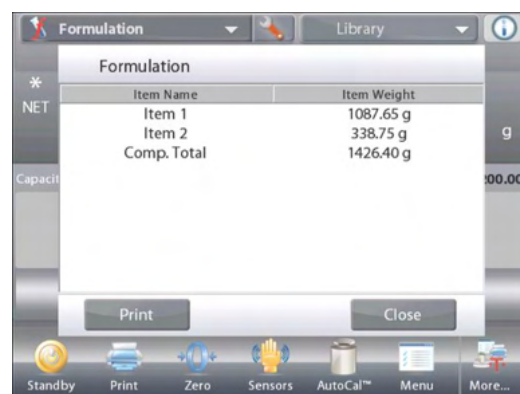 Formulation Library
Formulation
*
NET
Item Name Item Weight
Item 1 1087.65 g
Item 2 338.75 g
Comp. Total 1426.40 g
g
Print Close
Standby Print Zero Sensors AutoCal™ Menu More...